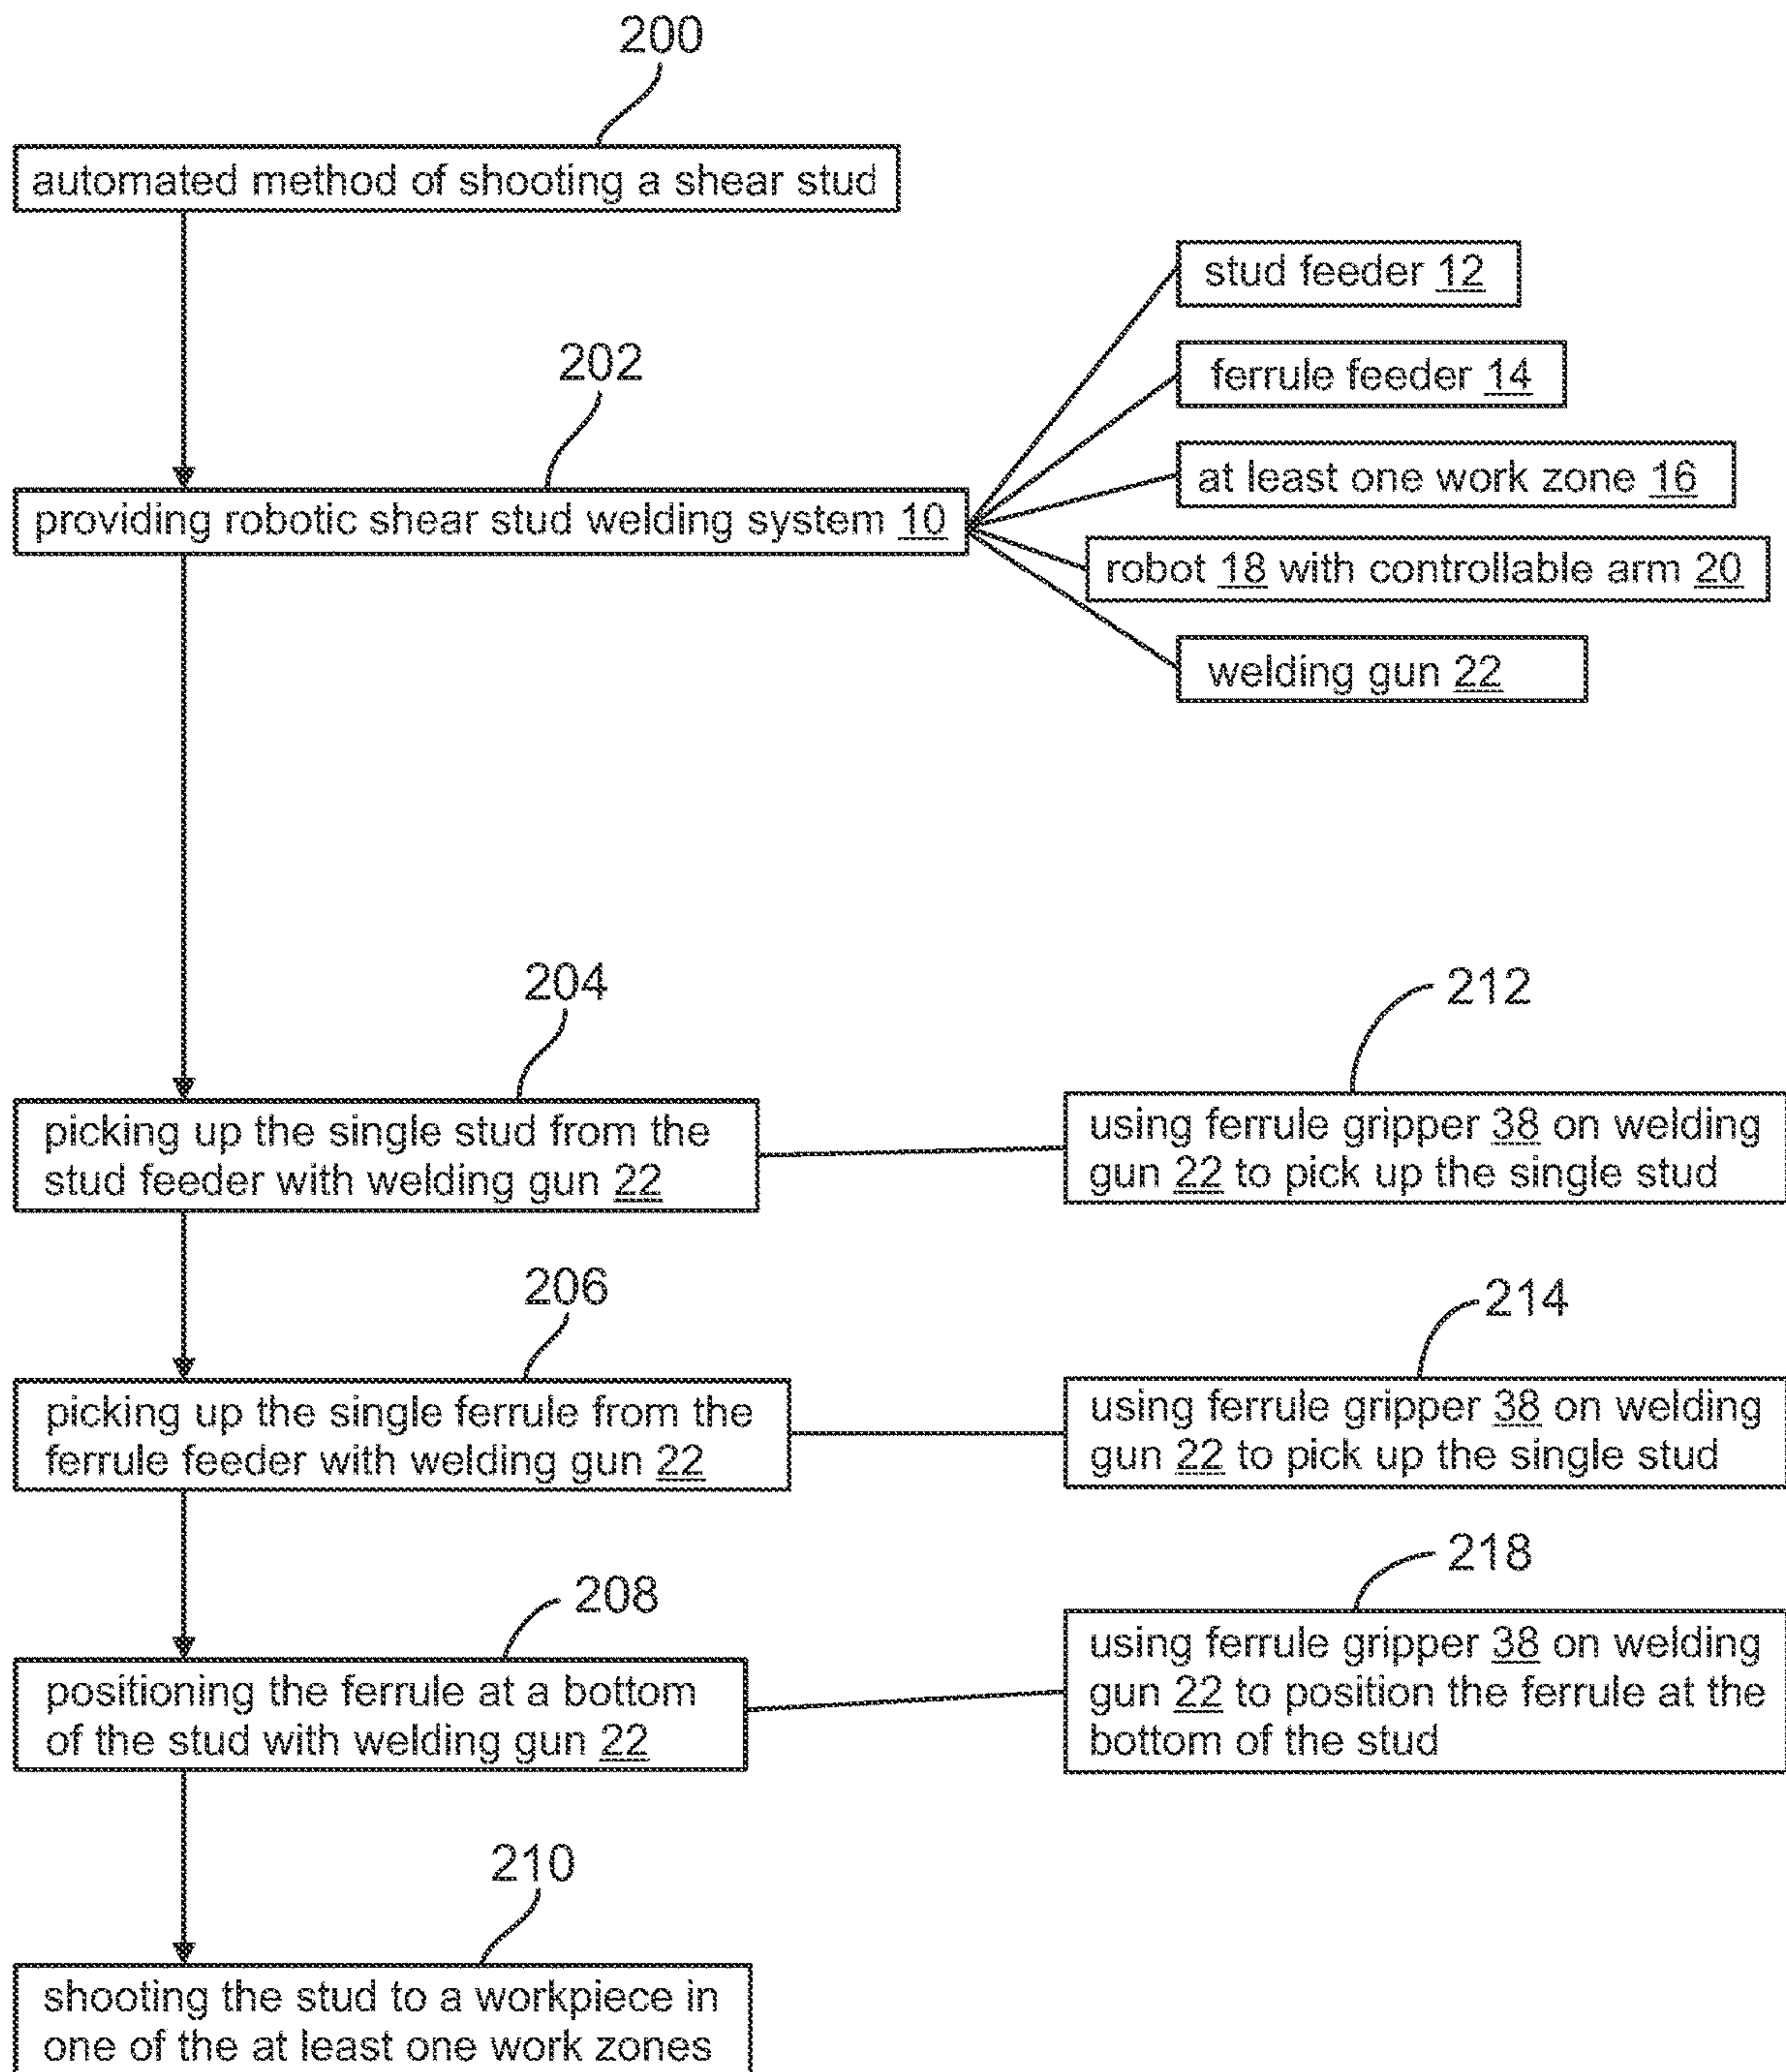 200
automated method of shooting a shear stud
202
providing robotic shear stud welding system 10
stud feeder 12
ferrule feeder 14
at least one work zone 16
robot 18 with controllable arm 20
welding gun 22
204
picking up the single stud from the
stud feeder with welding gun 22
212
using ferrule gripper 38 on welding
gun 22 to pick up the single stud
206
picking up the single ferrule from the
ferrule feeder with welding gun 22
214
using ferrule gripper 38 on welding
gun 22 to pick up the single stud
208
positioning the ferrule at a bottom
of the stud with welding gun 22
218
using ferrule gripper 38 on welding
gun 22 to position the ferrule at the
bottom of the stud
210
shooting the stud to a workpiece in
one of the at least one work zones